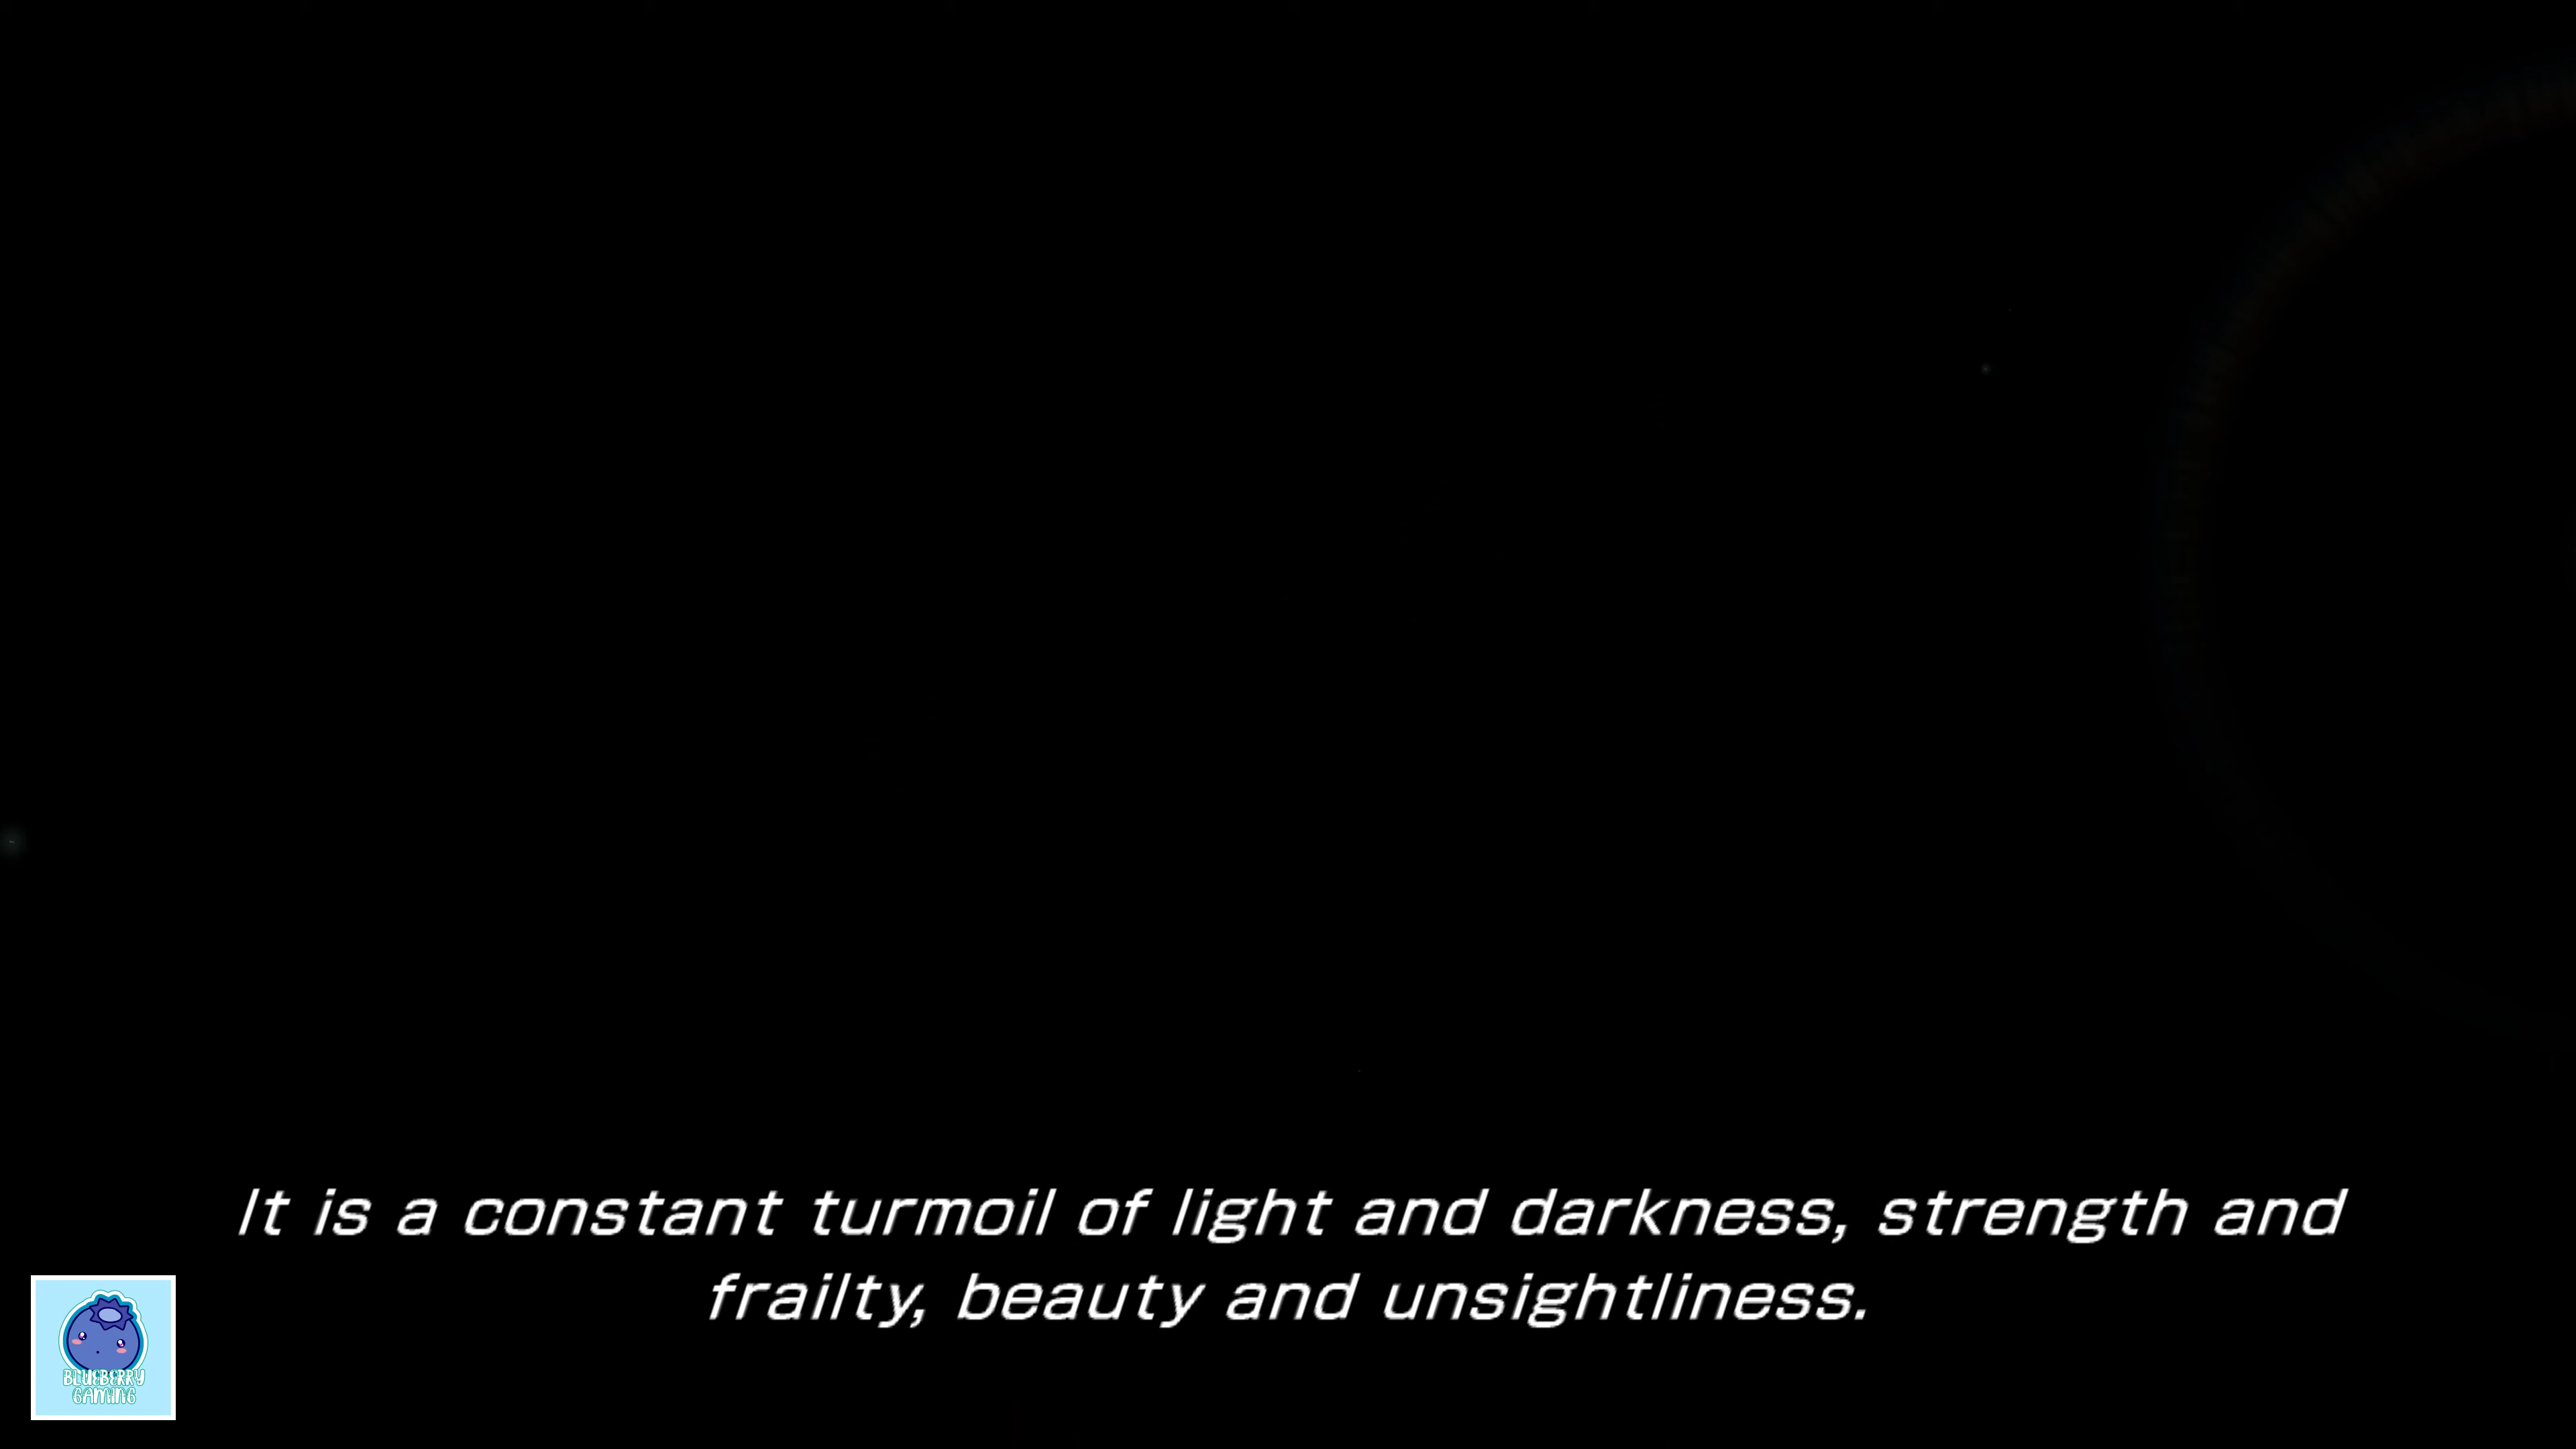 It is a constant turmoil of light and darkness, strength and
frailty, beauty and unsightliness.
BLUEBERRY
GAMING